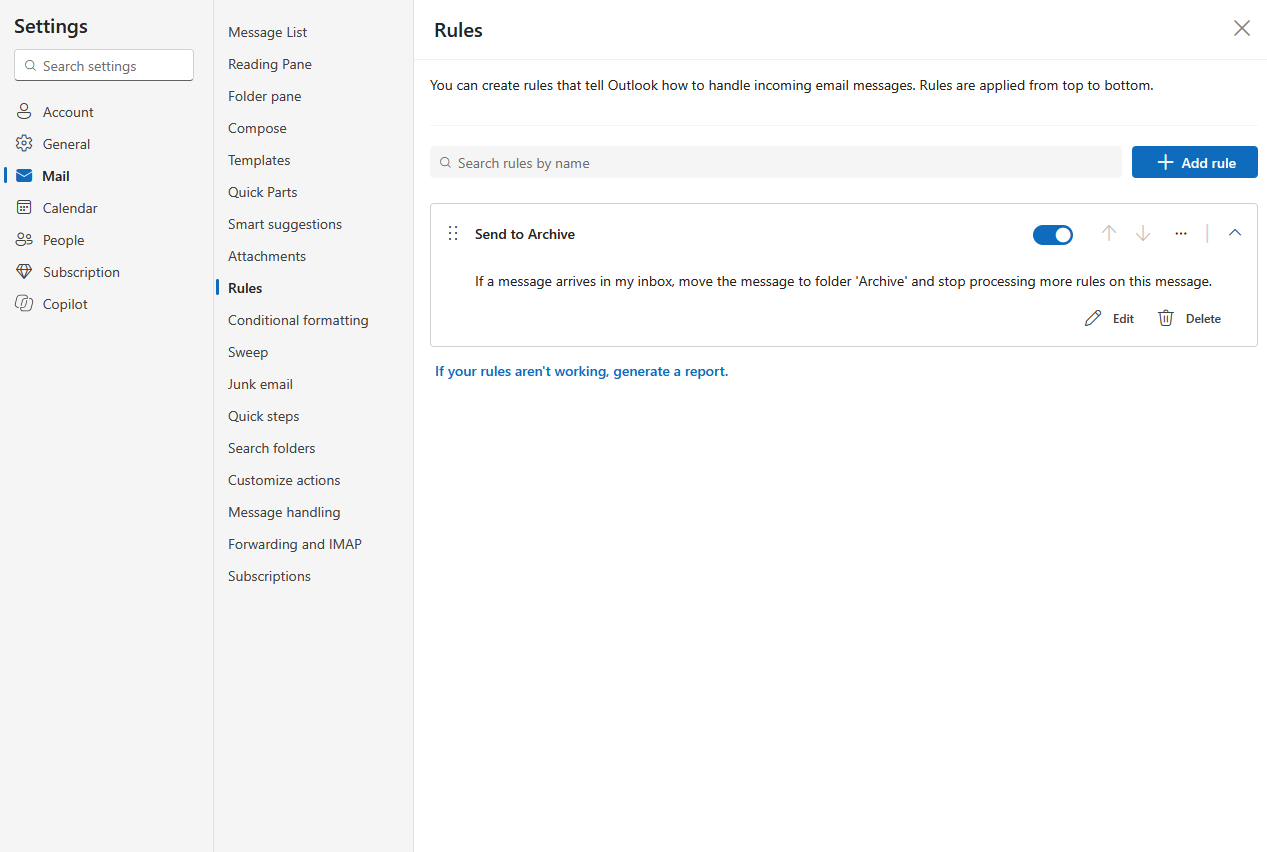 Settings
Search settings
Account
General
Mail
Calendar
People
Subscription
Copilot
Message List
Reading Pane
Folder pane
Compose
Templates
Quick Parts
Smart suggestions
Attachments
Rules
Conditional formatting
Sweep
Junk email
Quick steps
Search folders
Customize actions
Message handling
Forwarding and IMAP
Subscriptions
Rules
You can create rules that tell Outlook how to handle incoming email messages. Rules are applied from top to bottom.
Search rules by name
Add rule
Send to Archive
If a message arrives in my inbox, move the message to folder 'Archive' and stop processing more rules on this message.
Edit Delete
If your rules aren't working, generate a report.